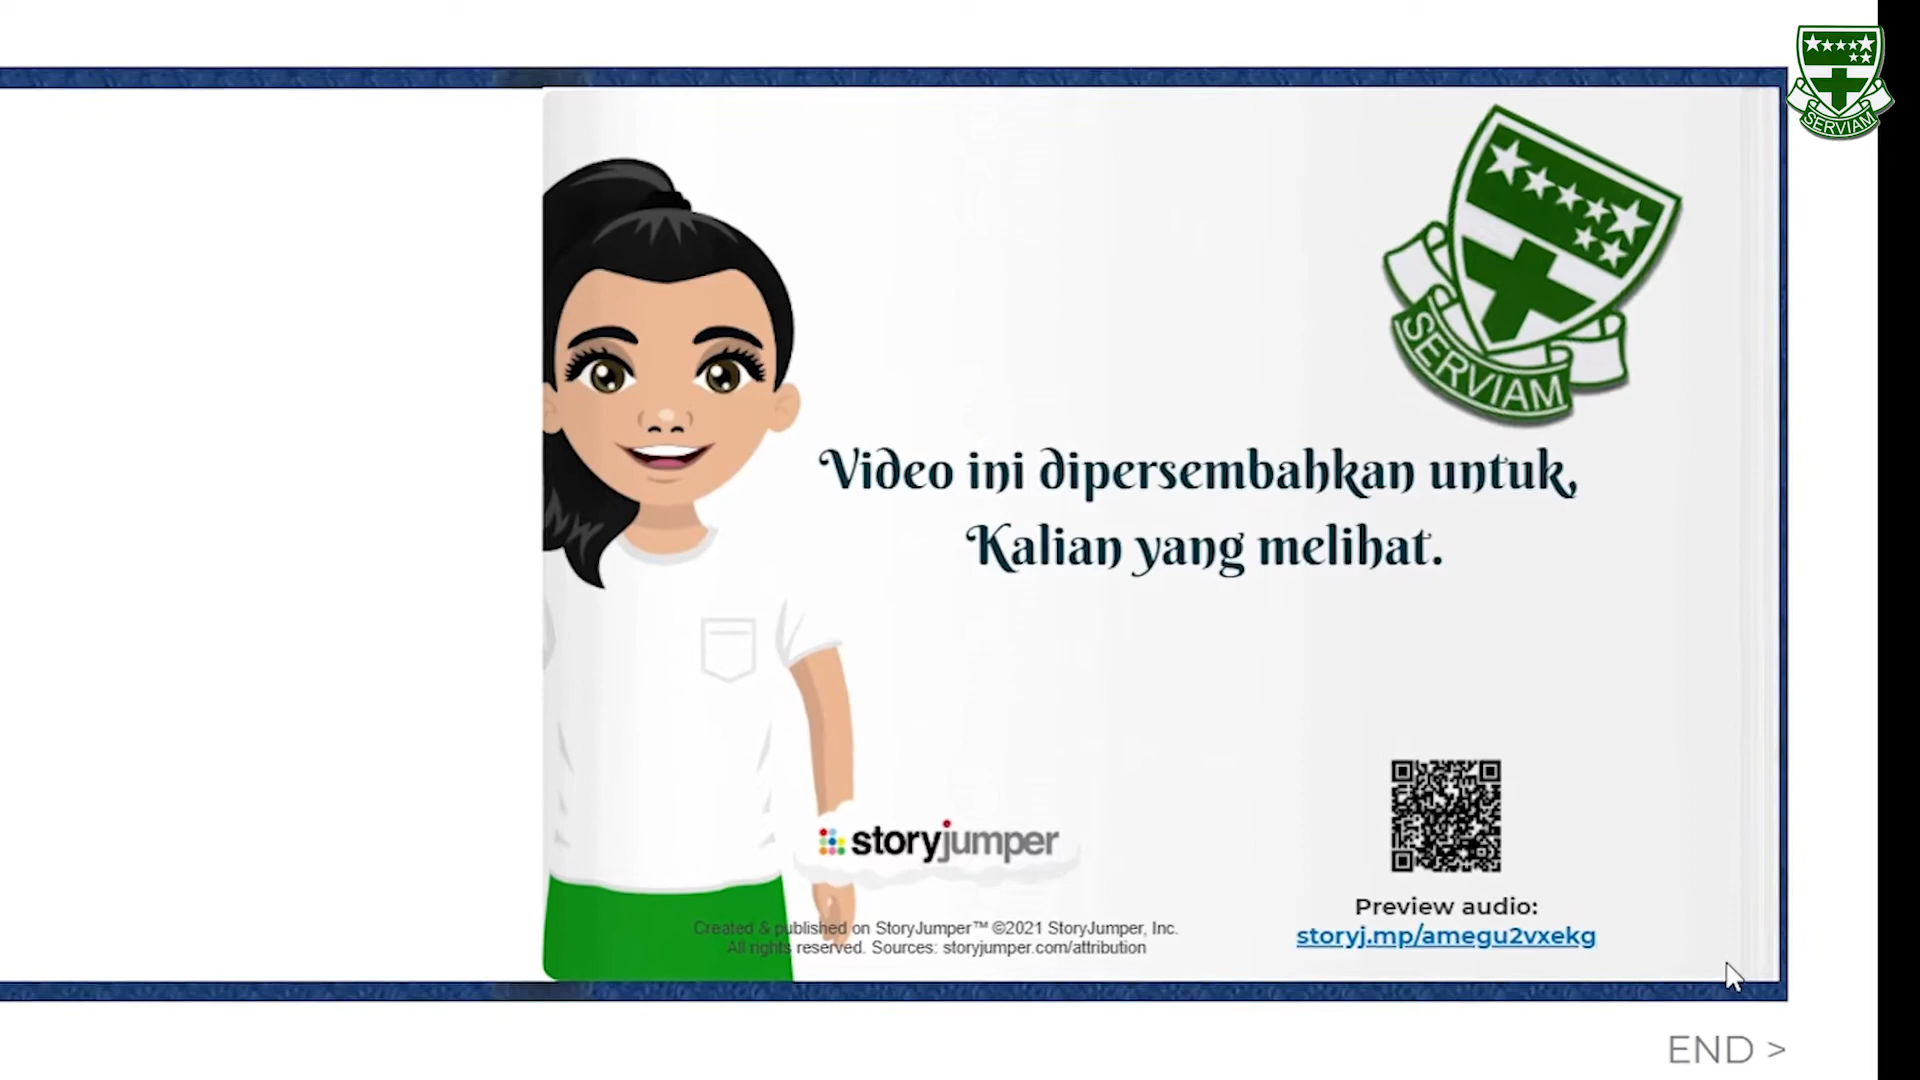 SERVIAM
SERVIAM
Video ini dipersembahkan untuk,
Kalian yang melihat.
storyjumper
Created & published on StoryJumper™ ©2021 StoryJumper, Inc.
All rights reserved. Sources: storyjumper.com/attribution
Preview audio:
storyj.mp/amegu2vxekg
END >